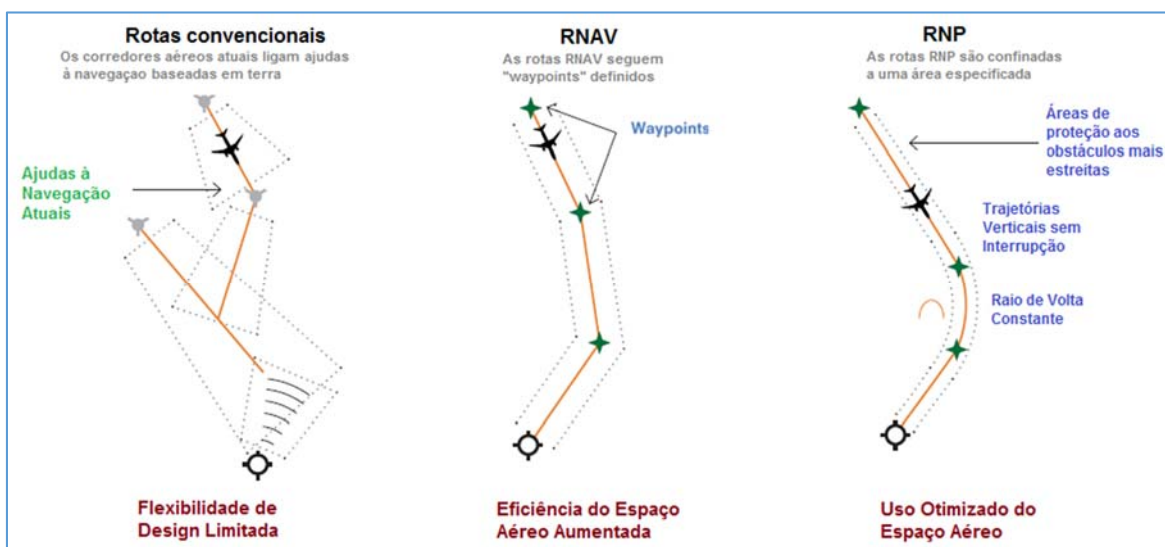 Rotas convencionais
Os corredores aéreos atuais ligam ajudas
à navegaçao baseadas em terra
Ajudas à
Navegação
Atuais
Flexibilidade de
Design Limitada
RNAV
As rotas RNAV seguem
"waypoints" definidos
Waypoints
Eficiência do Espaço
Aéreo Aumentada
RNP
As rotas RNP são confinadas
a uma área especificada
Áreas de
proteção aos
obstáculos mais
estreitas
Trajetórias
Verticais sem
Interrupção
Raio de Volta
Constante
Uso Otimizado do
Espaço Aéreo